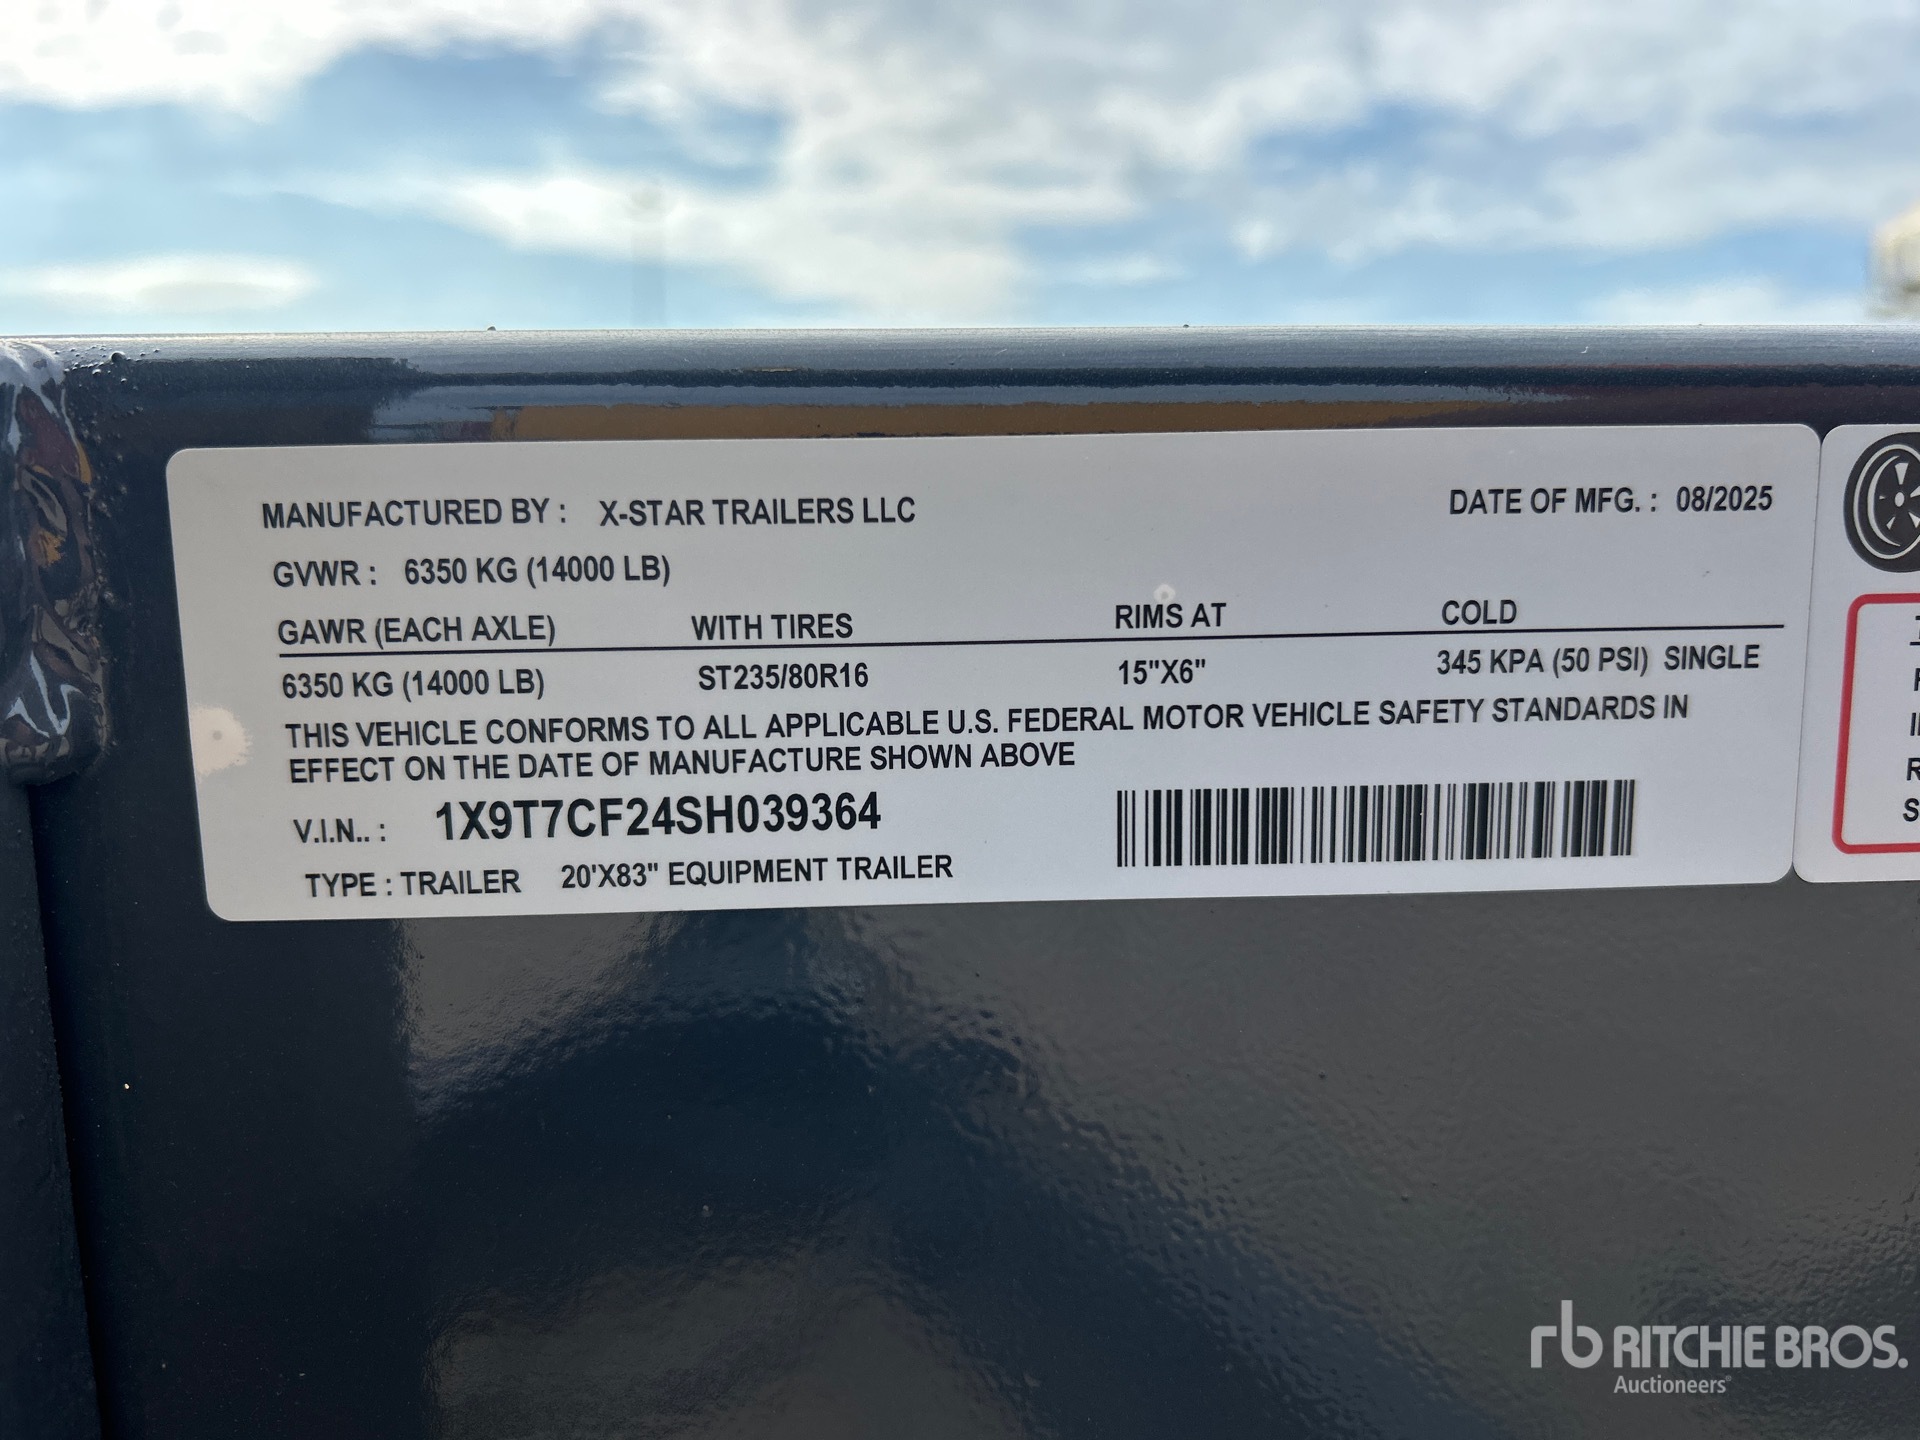 MANUFACTURED BY : X-STAR TRAILERS LLC DATE OF MFG. : 08/2025
GVWR : 6350 KG (14000 LB)
GAWR (EACH AXLE) WITH TIRES RIMS AT COLD
6350 KG (14000 LB) ST235/80R16 15"X6" 345 KPA (50 PSI) SINGLE
THIS VEHICLE CONFORMS TO ALL APPLICABLE U.S. FEDERAL MOTOR VEHICLE SAFETY STANDARDS IN
EFFECT ON THE DATE OF MANUFACTURE SHOWN ABOVE
V.I.N.. : 1X9T7CF24SH039364
TYPE : TRAILER 20'X83" EQUIPMENT TRAILER
rb RITCHIE BROS.
Auctioneers